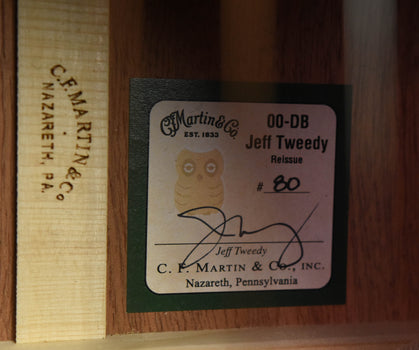 C.F. MARTIN & Co
NAZARETH, PA.
C.F. Martin & Co.
EST. 1833
00-DB
Jeff Tweedy
Reissue
# 80
Jeff Tweedy
C. F. MARTIN & CO., INC.
Nazareth, Pennsylvania